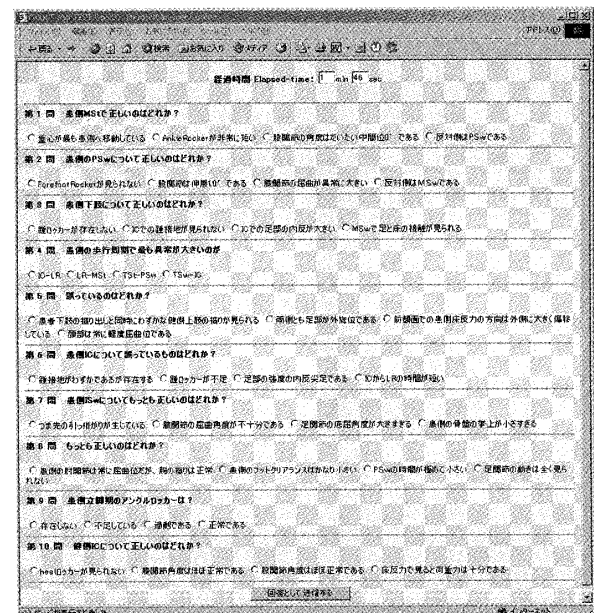 アドレス(D)
戻る 検索 お気に入り メディア
経過時間 Elapsed-time: 1 min 46 sec
第 1 問 患側MStで正しいのはどれか?
重心が最も患側へ移動している AnkleRockerが非常に短い 股関節の角度はだいたい中間位0°である 反対側はPSwである
第 2 問 患側のPSwについて正しいのはどれか?
ForefootRockerが見られない 股関節は伸展10°である 膝関節の屈曲が異常に大きい 反対側はMSwである
第 3 問 患側下肢について正しいのはどれか?
踵ロッカーが存在しない ICでの踵接地が見られない ICでの足部の内反が大きい MSwで足と床の接触が見られる
第 4 問 患側の歩行周期で最も異常が大きいのが
IC-LR LR-MSt TSt-PSw TSw-IC
第 5 問 誤っているのはどれか?
患者下肢の振り出しと同時にわずかな健側上肢の振りが見られる 両側とも足部が外旋位である 前額面での患側床反力の方向は外側に大きく偏移
している 頭部は常に軽度屈曲位である
第 6 問 患側ICについて誤っているものはどれか?
踵接地がわずかであるが存在する 踵ロッカーが不足 足部の強度の内反尖足である ICからLRの時間が短い
第 7 問 患側ISwについてもっとも正しいのはどれか?
つま先の引っ掛かりが生じている 膝関節の屈曲角度が不十分である 足関節の底屈角度が大きすぎる 患側の骨盤の挙上が小さすぎる
第 8 問 もっとも正しいのはどれか?
患側の肘関節は常に屈曲位だが、腕の振りは正常 患側のフットクリアランスはかなり小さい PSwの時間が極めて小さい 足関節の動きは全く見ら
れない
第 9 問 患側立脚期のアンクルロッカーは?
存在しない 不足している 過剰である 正常である
第 10 問 健側ICについて正しいのはどれか?
heelロッカーが見られない 膝関節角度はほぼ正常である 股関節角度はほぼ正常である 床反力で見ると荷重力は十分である
回答として送信する